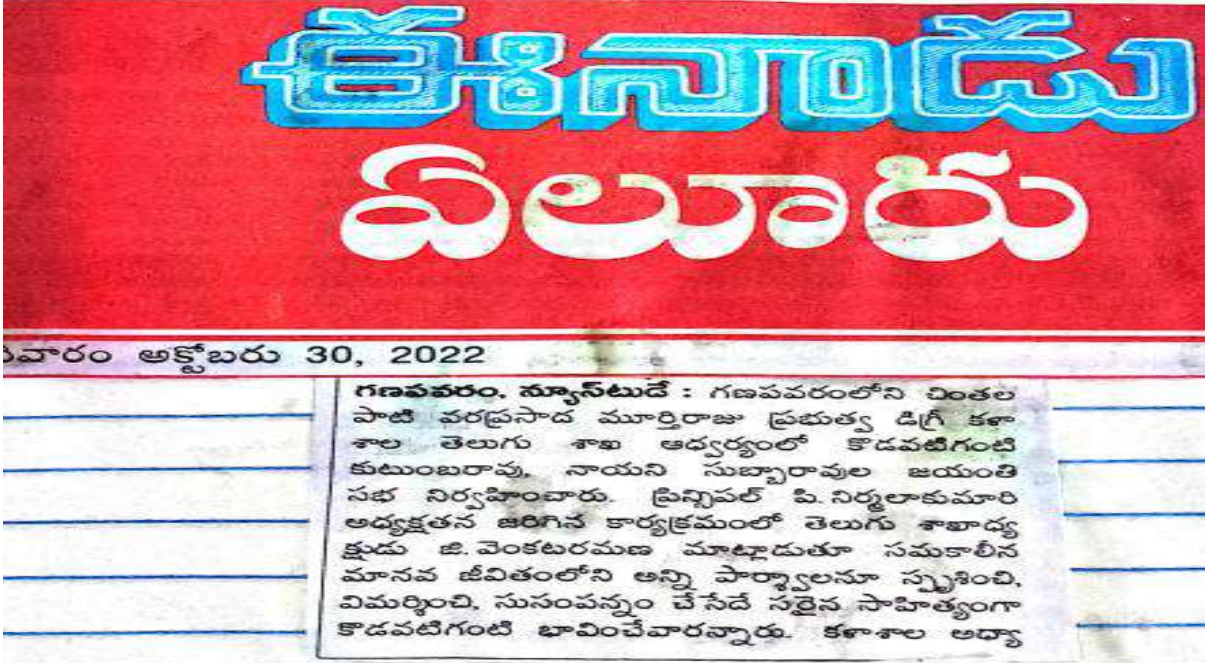 ఈనాడు
ఏలూరు
వారం అక్టోబరు 30, 2022
గణపవరం, న్యూస్‌టుడే : గణపవరంలోని చింతల
పాటి వరప్రసాద మూర్తిరాజు ప్రభుత్వ డిగ్రీ కళా
శాల తెలుగు శాఖ ఆధ్వర్యంలో కొడవటిగంటి
కుటుంబరావు, నాయని సుబ్బారావుల జయంతి
సభ నిర్వహించారు. ప్రిన్సిపల్ పి. నిర్మలాకుమారి
అధ్యక్షతన జరిగిన కార్యక్రమంలో తెలుగు శాఖాధ్య
క్షుడు జి. వెంకటరమణ మాట్లాడుతూ సమకాలీన
మానవ జీవితంలోని అన్ని పార్శ్వాలనూ స్పృశించి,
విమర్శించి, సుసంపన్నం చేసేదే సరైన సాహిత్యంగా
కొడవటిగంటి భావించేవారన్నారు. కళాశాల అధ్యా